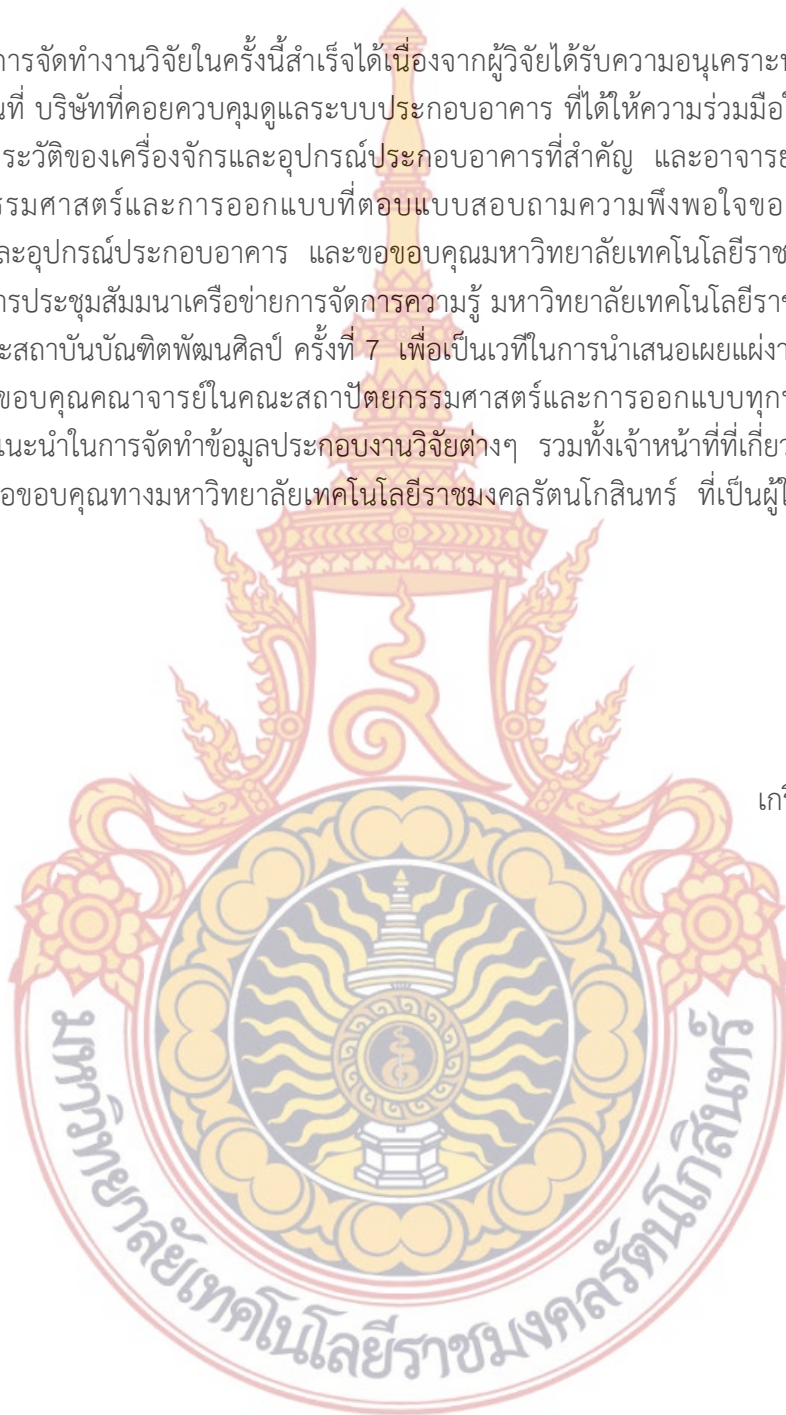 การจัดทำงานวิจัยในครั้งนี้สำเร็จได้เนื่องจากผู้วิจัยได้รับความอนุเคราะห
นที่ บริษัทที่คอยควบคุมดูแลระบบประกอบอาคาร ที่ได้ให้ความร่วมมือใ
ระวัติของเครื่องจักรและอุปกรณ์ประกอบอาคารที่สำคัญ และอาจารย
รรมศาสตร์และการออกแบบที่ตอบแบบสอบถามความพึงพอใจขอ
ละอุปกรณ์ประกอบอาคาร และขอขอบคุณมหาวิทยาลัยเทคโนโลยีราช
ารประชุมสัมมนาเครือข่ายการจัดการความรู้ มหาวิทยาลัยเทคโนโลยีราช
ะสถาบันบัณฑิตพัฒนศิลป์ ครั้งที่ 7 เพื่อเป็นเวทีในการนำเสนอเผยแผ่งา
ขอบคุณคณาจารย์ในคณะสถาปัตยกรรมศาสตร์และการออกแบบทุก
แนะนำในการจัดทำข้อมูลประกอบงานวิจัยต่างๆ รวมทั้งเจ้าหน้าที่ที่เกี่ยว
อขอบคุณทางมหาวิทยาลัยเทคโนโลยีราชมงคลรัตนโกสินทร์ ที่เป็นผู้ใ
เกริ
มหาวิทยาลัยเทคโนโลยีราชมงคลรัตนโกสินทร์